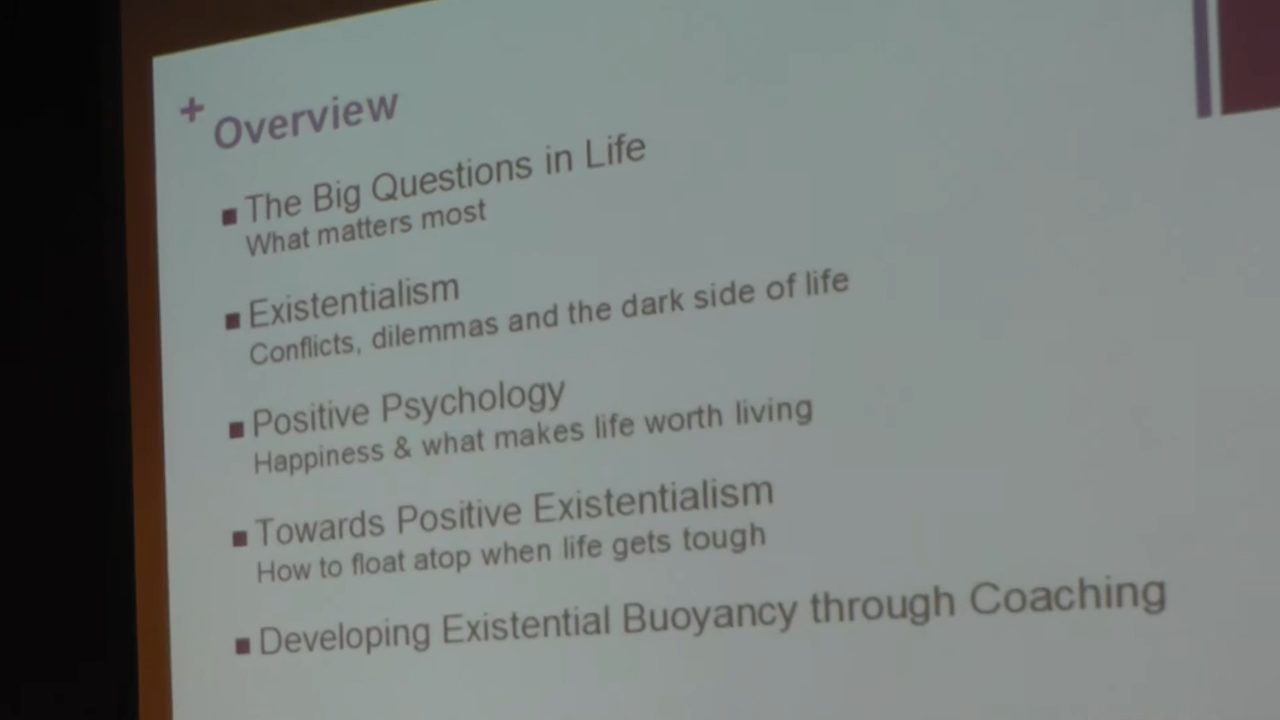 + Overview
■ The Big Questions in Life
What matters most
■ Existentialism
Conflicts, dilemmas and the dark side of life
■ Positive Psychology
Happiness & what makes life worth living
■ Towards Positive Existentialism
How to float atop when life gets tough
■ Developing Existential Buoyancy through Coaching